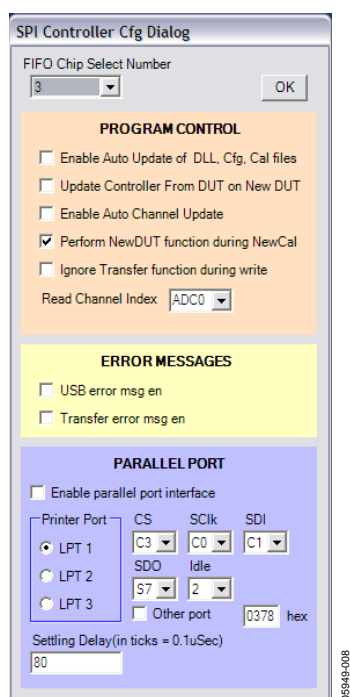 SPI Controller Cfg Dialog
FIFO Chip Select Number
3
OK
PROGRAM CONTROL
Enable Auto Update of DLL, Cfg, Cal files
Update Controller From DUT on New DUT
Enable Auto Channel Update
Perform NewDUT function during NewCal
Ignore Transfer function during write
Read Channel Index ADC0
ERROR MESSAGES
USB error msg en
Transfer error msg en
PARALLEL PORT
Enable parallel port interface
Printer Port
LPT 1
LPT 2
LPT 3
CS SClk SDI
C3 C0 C1
SDO Idle
S7 2
Other port 0378 hex
Settling Delay(in ticks = 0.1uSec)
80
05949-008